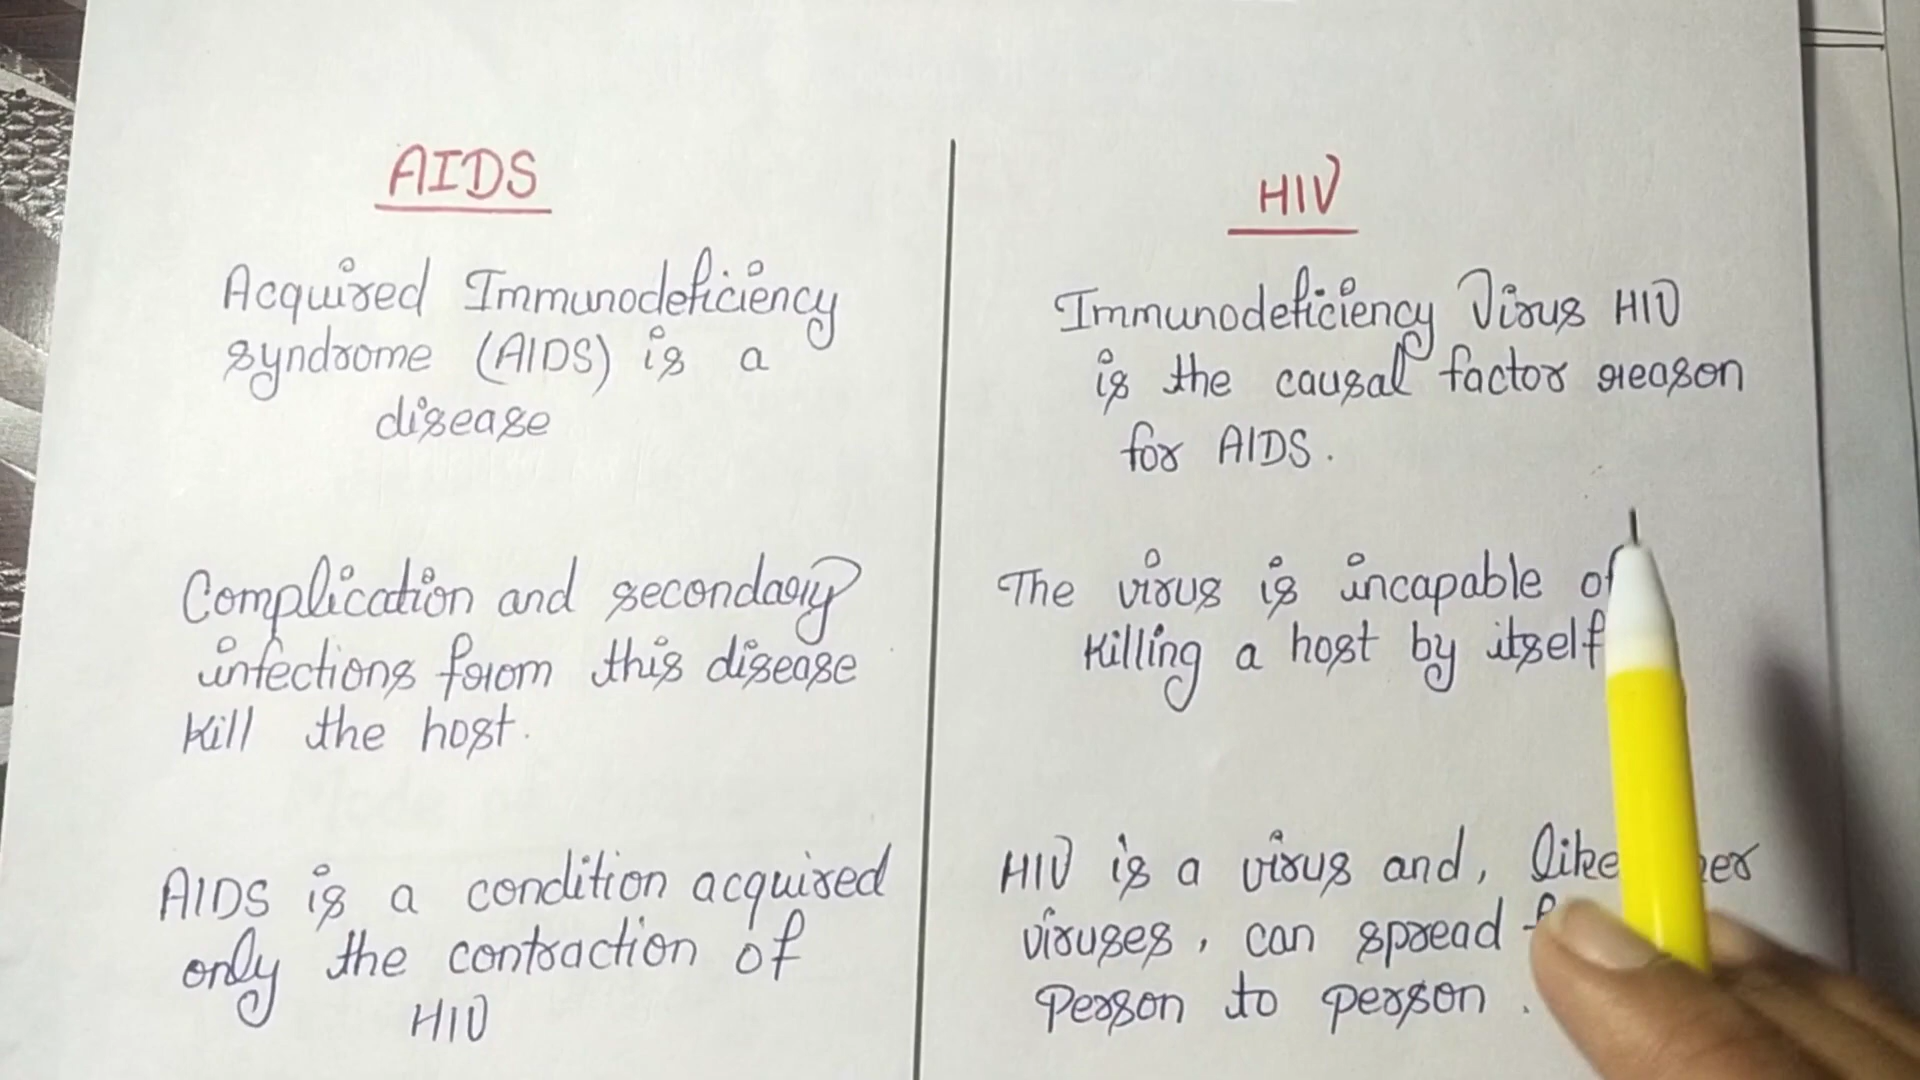 AIDS
Acquired Immunodeficiency
syndrome (AIDS) is a
disease
Complication and secondary
infections from this disease
Kill the host.
AIDS is a condition acquired
only the contraction of
HIV
HIV
Immunodeficiency Virus HIV
is the causal factor reason
for AIDS.
The virus is incapable of
Killing a host by itself
HIV is a virus and, like
viruses, can spread
Person to person.